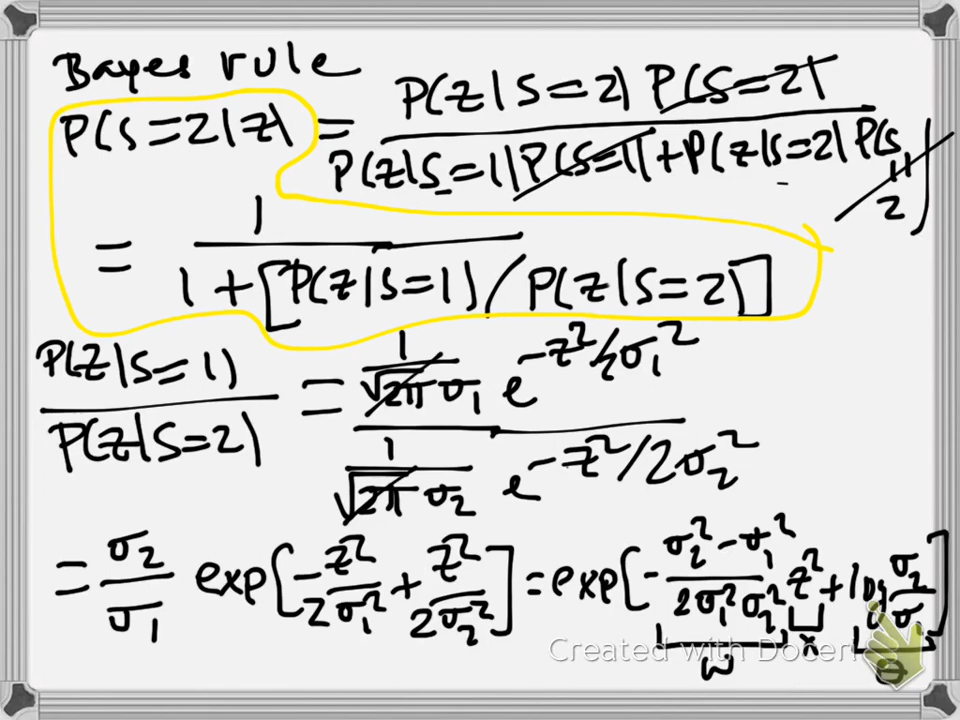 Bayes rule
P(S=2|z) = P(z|S=2) P(S=2) / P(z|S=1) P(S=1) + P(z|S=2) P(S=2)
= 1 / 1 + [P(z|S=1) / P(z|S=2)]
P(z|S=1) / P(z|S=2) = 1/√2π σ₁ e^-z²/2σ₁² / 1/√2π σ₂ e^-z²/2σ₂²
= σ₂/σ₁ exp[-z²/2σ₁² + z²/2σ₂²] = exp[-σ₂²-σ₁²/2σ₁²σ₂² z² + log σ₂/σ₁]
w x θ
Created with Doceri